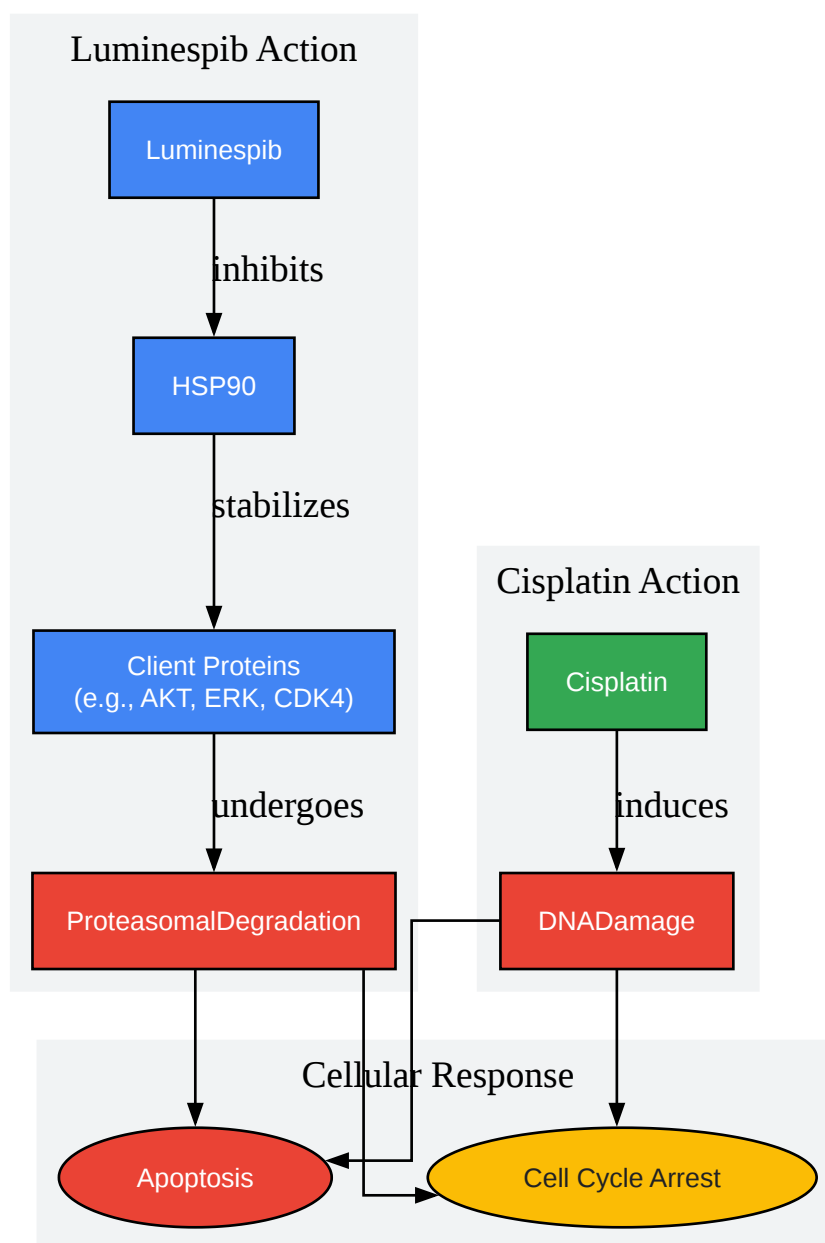 Luminespib Action
Luminespib
inhibits
HSP90
stabilizes
Client Proteins
(e.g., AKT, ERK, CDK4)
undergoes
ProteasomalDegradation
Cisplatin Action
Cisplatin
induces
DNADamage
Cellular Response
Apoptosis
Cell Cycle Arrest